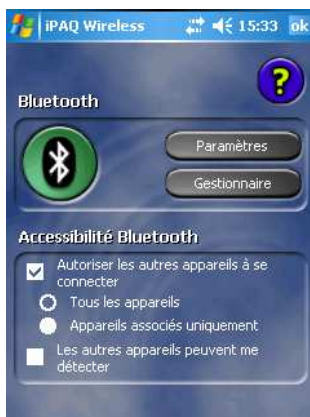 iPAQ Wireless 15:33 ok
?
Bluetooth
Paramètres
Gestionnaire
Accessibilité Bluetooth
Autoriser les autres appareils à se
connecter
Tous les appareils
Appareils associés uniquement
Les autres appareils peuvent me
détecter